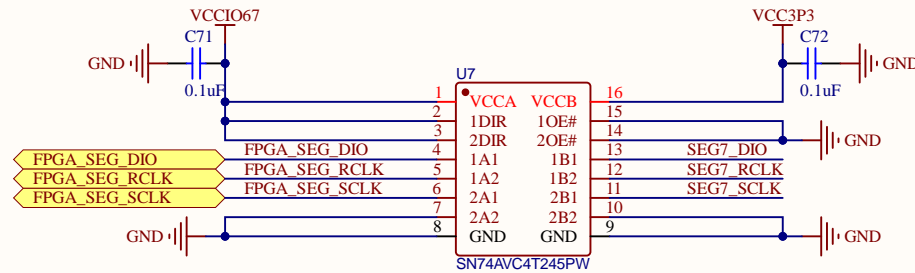 VCCIO67 VCC3P3
C71 C72
GND GND
0.1uF 0.1uF
U7
1 VCCA VCCB 16
2 1DIR 1OE# 15
3 2DIR 2OE# 14 GND
FPGA_SEG_DIO FPGA_SEG_DIO 4 1A1 1B1 13 SEG7_DIO
FPGA_SEG_RCLK FPGA_SEG_RCLK 5 1A2 1B2 12 SEG7_RCLK
FPGA_SEG_SCLK FPGA_SEG_SCLK 6 2A1 2B1 11 SEG7_SCLK
7 2A2 2B2 10
GND 8 GND GND 9 GND
SN74AVC4T245PW